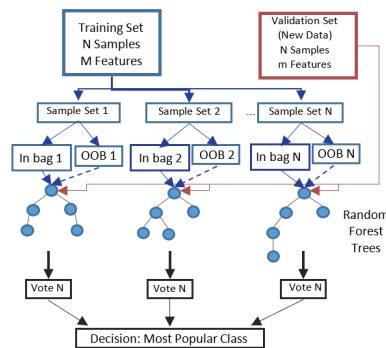 Training Set
N Samples
M Features
Validation Set
(New Data)
N Samples
m Features
Sample Set 1
Sample Set 2
...
Sample Set N
In bag 1
OOB 1
In bag 2
OOB 2
In bag N
OOB N
Random
Forest
Trees
Vote N
Vote N
Vote N
Decision: Most Popular Class